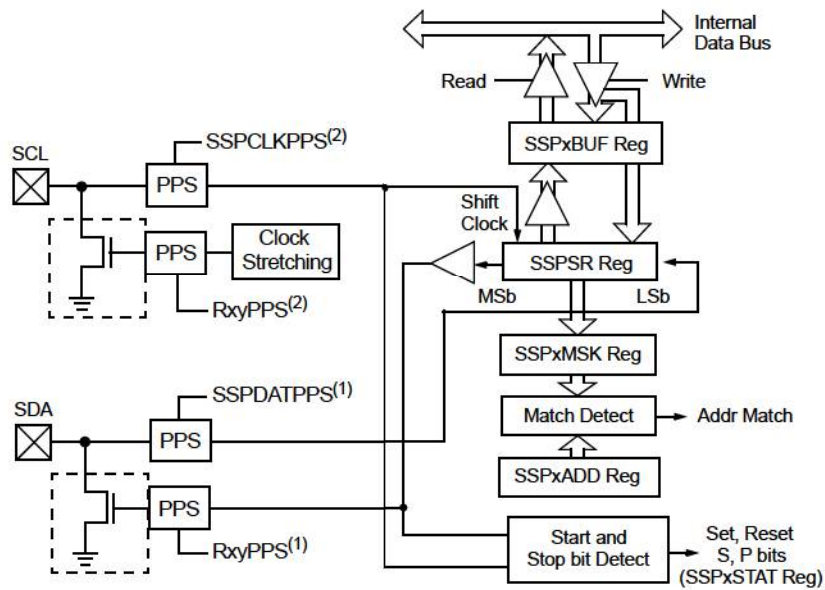 Internal
Data Bus
Read
Write
SSPCLKPPS(2)
SSPxBUF Reg
SCL
PPS
Shift
Clock
PPS
Clock
Stretching
SSPSR Reg
MSb
LSb
RxyPPS(2)
SSPxMSK Reg
SSPDATPPS(1)
SDA
PPS
Match Detect
Addr Match
SSPxADD Reg
PPS
RxyPPS(1)
Start and
Stop bit Detect
Set, Reset
S, P bits
(SSPxSTAT Reg)